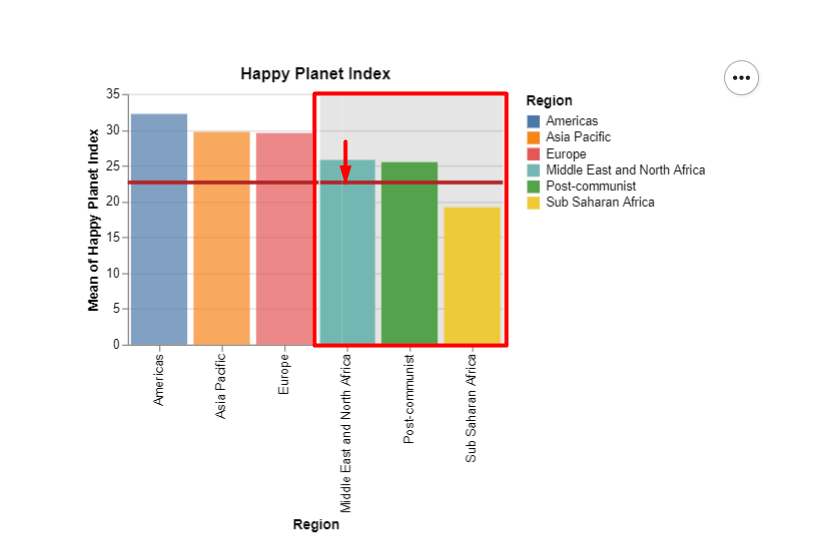 Happy Planet Index
Mean of Happy Planet Index
35
30
25
20
15
10
5
0
Americas
Asia Pacific
Europe
Middle East and North Africa
Post-communist
Sub Saharan Africa
Region
Region
Americas
Asia Pacific
Europe
Middle East and North Africa
Post-communist
Sub Saharan Africa